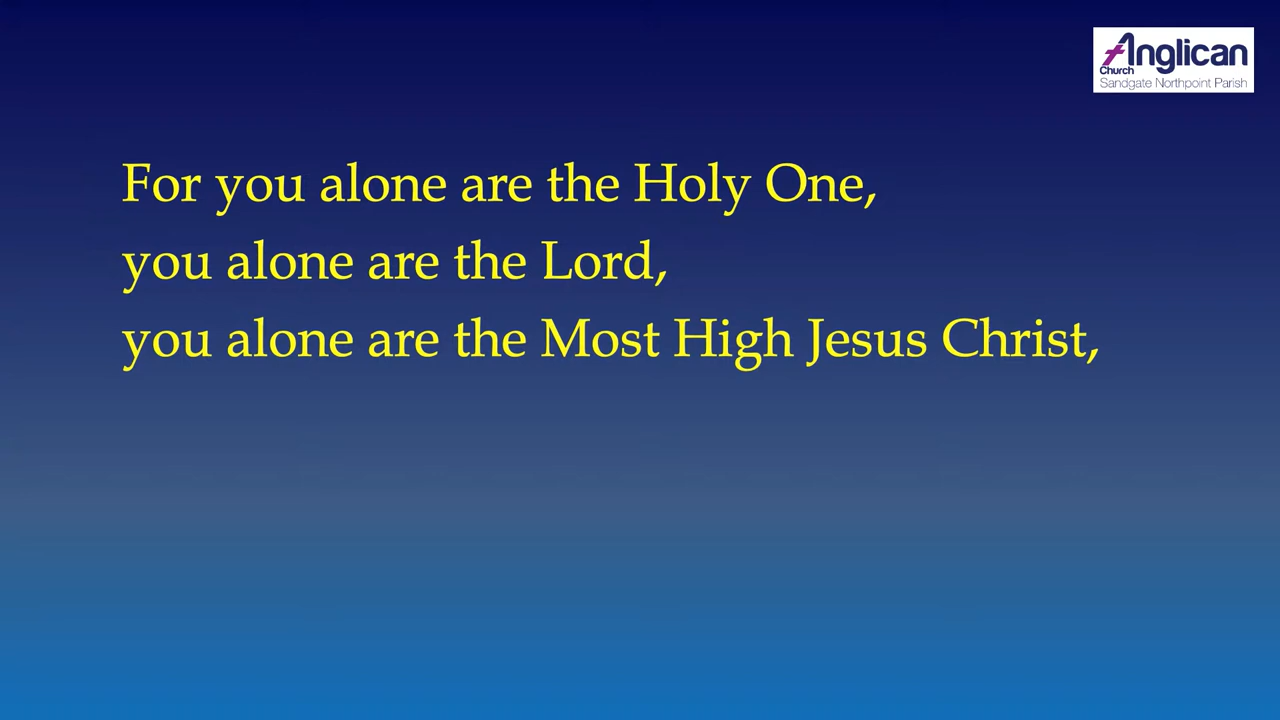 Anglican
Church
Sandgate Northpoint Parish
For you alone are the Holy One,
you alone are the Lord,
you alone are the Most High Jesus Christ,